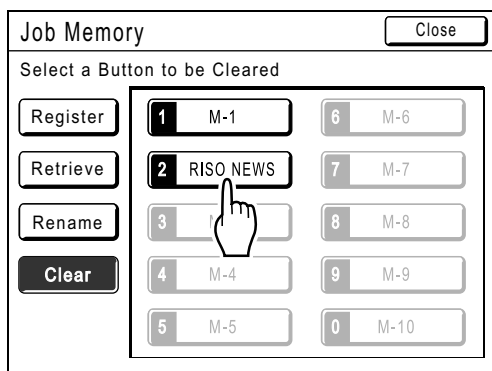 Job Memory Close
Select a Button to be Cleared
Register 1 M-1 6 M-6
Retrieve 2 RISO NEWS 7 M-7
Rename 3 8 M-8
Clear 4 M-4 9 M-9
5 M-5 0 M-10